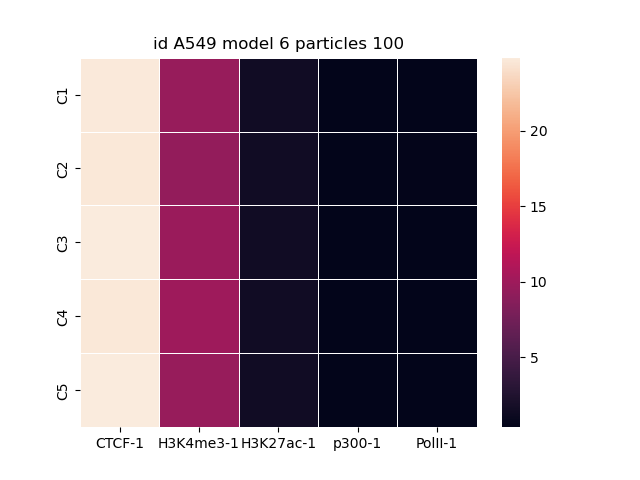 id A549 model 6 particles 100
C1
C2
C3
C4
C5
CTCF-1 H3K4me3-1 H3K27ac-1 p300-1 PolII-1
20
15
10
5